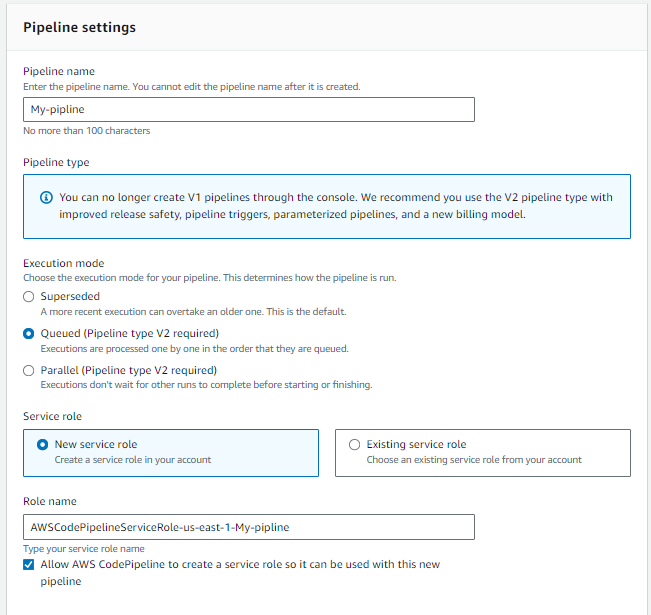 Pipeline settings
Pipeline name
Enter the pipeline name. You cannot edit the pipeline name after it is created.
My-pipline
No more than 100 characters
Pipeline type
You can no longer create V1 pipelines through the console. We recommend you use the V2 pipeline type with
improved release safety, pipeline triggers, parameterized pipelines, and a new billing model.
Execution mode
Choose the execution mode for your pipeline. This determines how the pipeline is run.
Superseded
A more recent execution can overtake an older one. This is the default.
Queued (Pipeline type V2 required)
Executions are processed one by one in the order that they are queued.
Parallel (Pipeline type V2 required)
Executions don't wait for other runs to complete before starting or finishing.
Service role
New service role
Create a service role in your account
Existing service role
Choose an existing service role from your account
Role name
AWSCodePipelineServiceRole-us-east-1-My-pipline
Type your service role name
Allow AWS CodePipeline to create a service role so it can be used with this new
pipeline